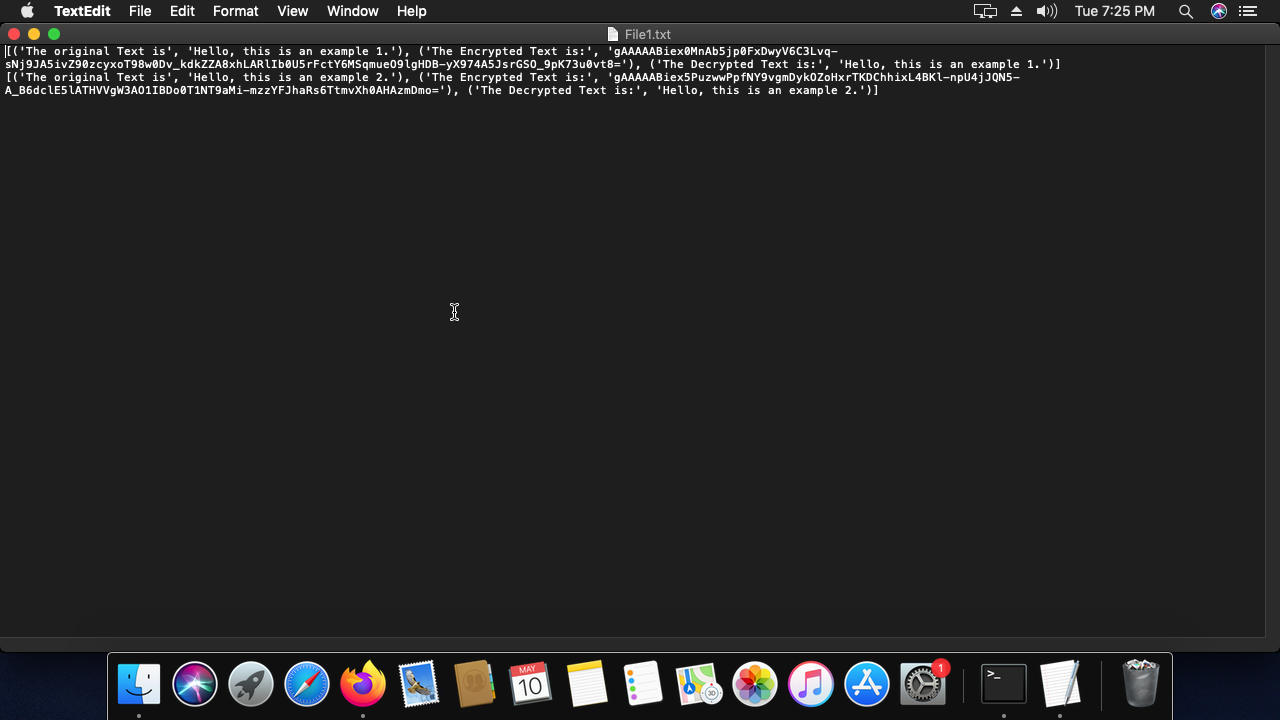 TextEdit File Edit Format View Window Help Tue 7:25 PM
File1.txt
[('The original Text is', 'Hello, this is an example 1.'), ('The Encrypted Text is:', 'gAAAAABiex0MnAb5jp0FxDwyV6C3Lvq-
sNj9JA5ivZ90zcyxoT98w0Dv_kdkZZA8xhLARlIb0U5rFctY6MSqmueO9lgHDB-yX974A5JsrGSO_9pK73u0vt8='), ('The Decrypted Text is:', 'Hello, this is an example 1.')]
[('The original Text is', 'Hello, this is an example 2.'), ('The Encrypted Text is:', 'gAAAAABiex5PuzwwPpfNY9vgmDykOZoHxrTKDChhixL4BKl-npU4jJQN5-
A_B6dclE5lATHVVgW3AO1IBDo0T1NT9aMi-mzzYFJhaRs6TtmvXh0AHAzmDmo='), ('The Decrypted Text is:', 'Hello, this is an example 2.')]
MAY
10
3D
1
>_